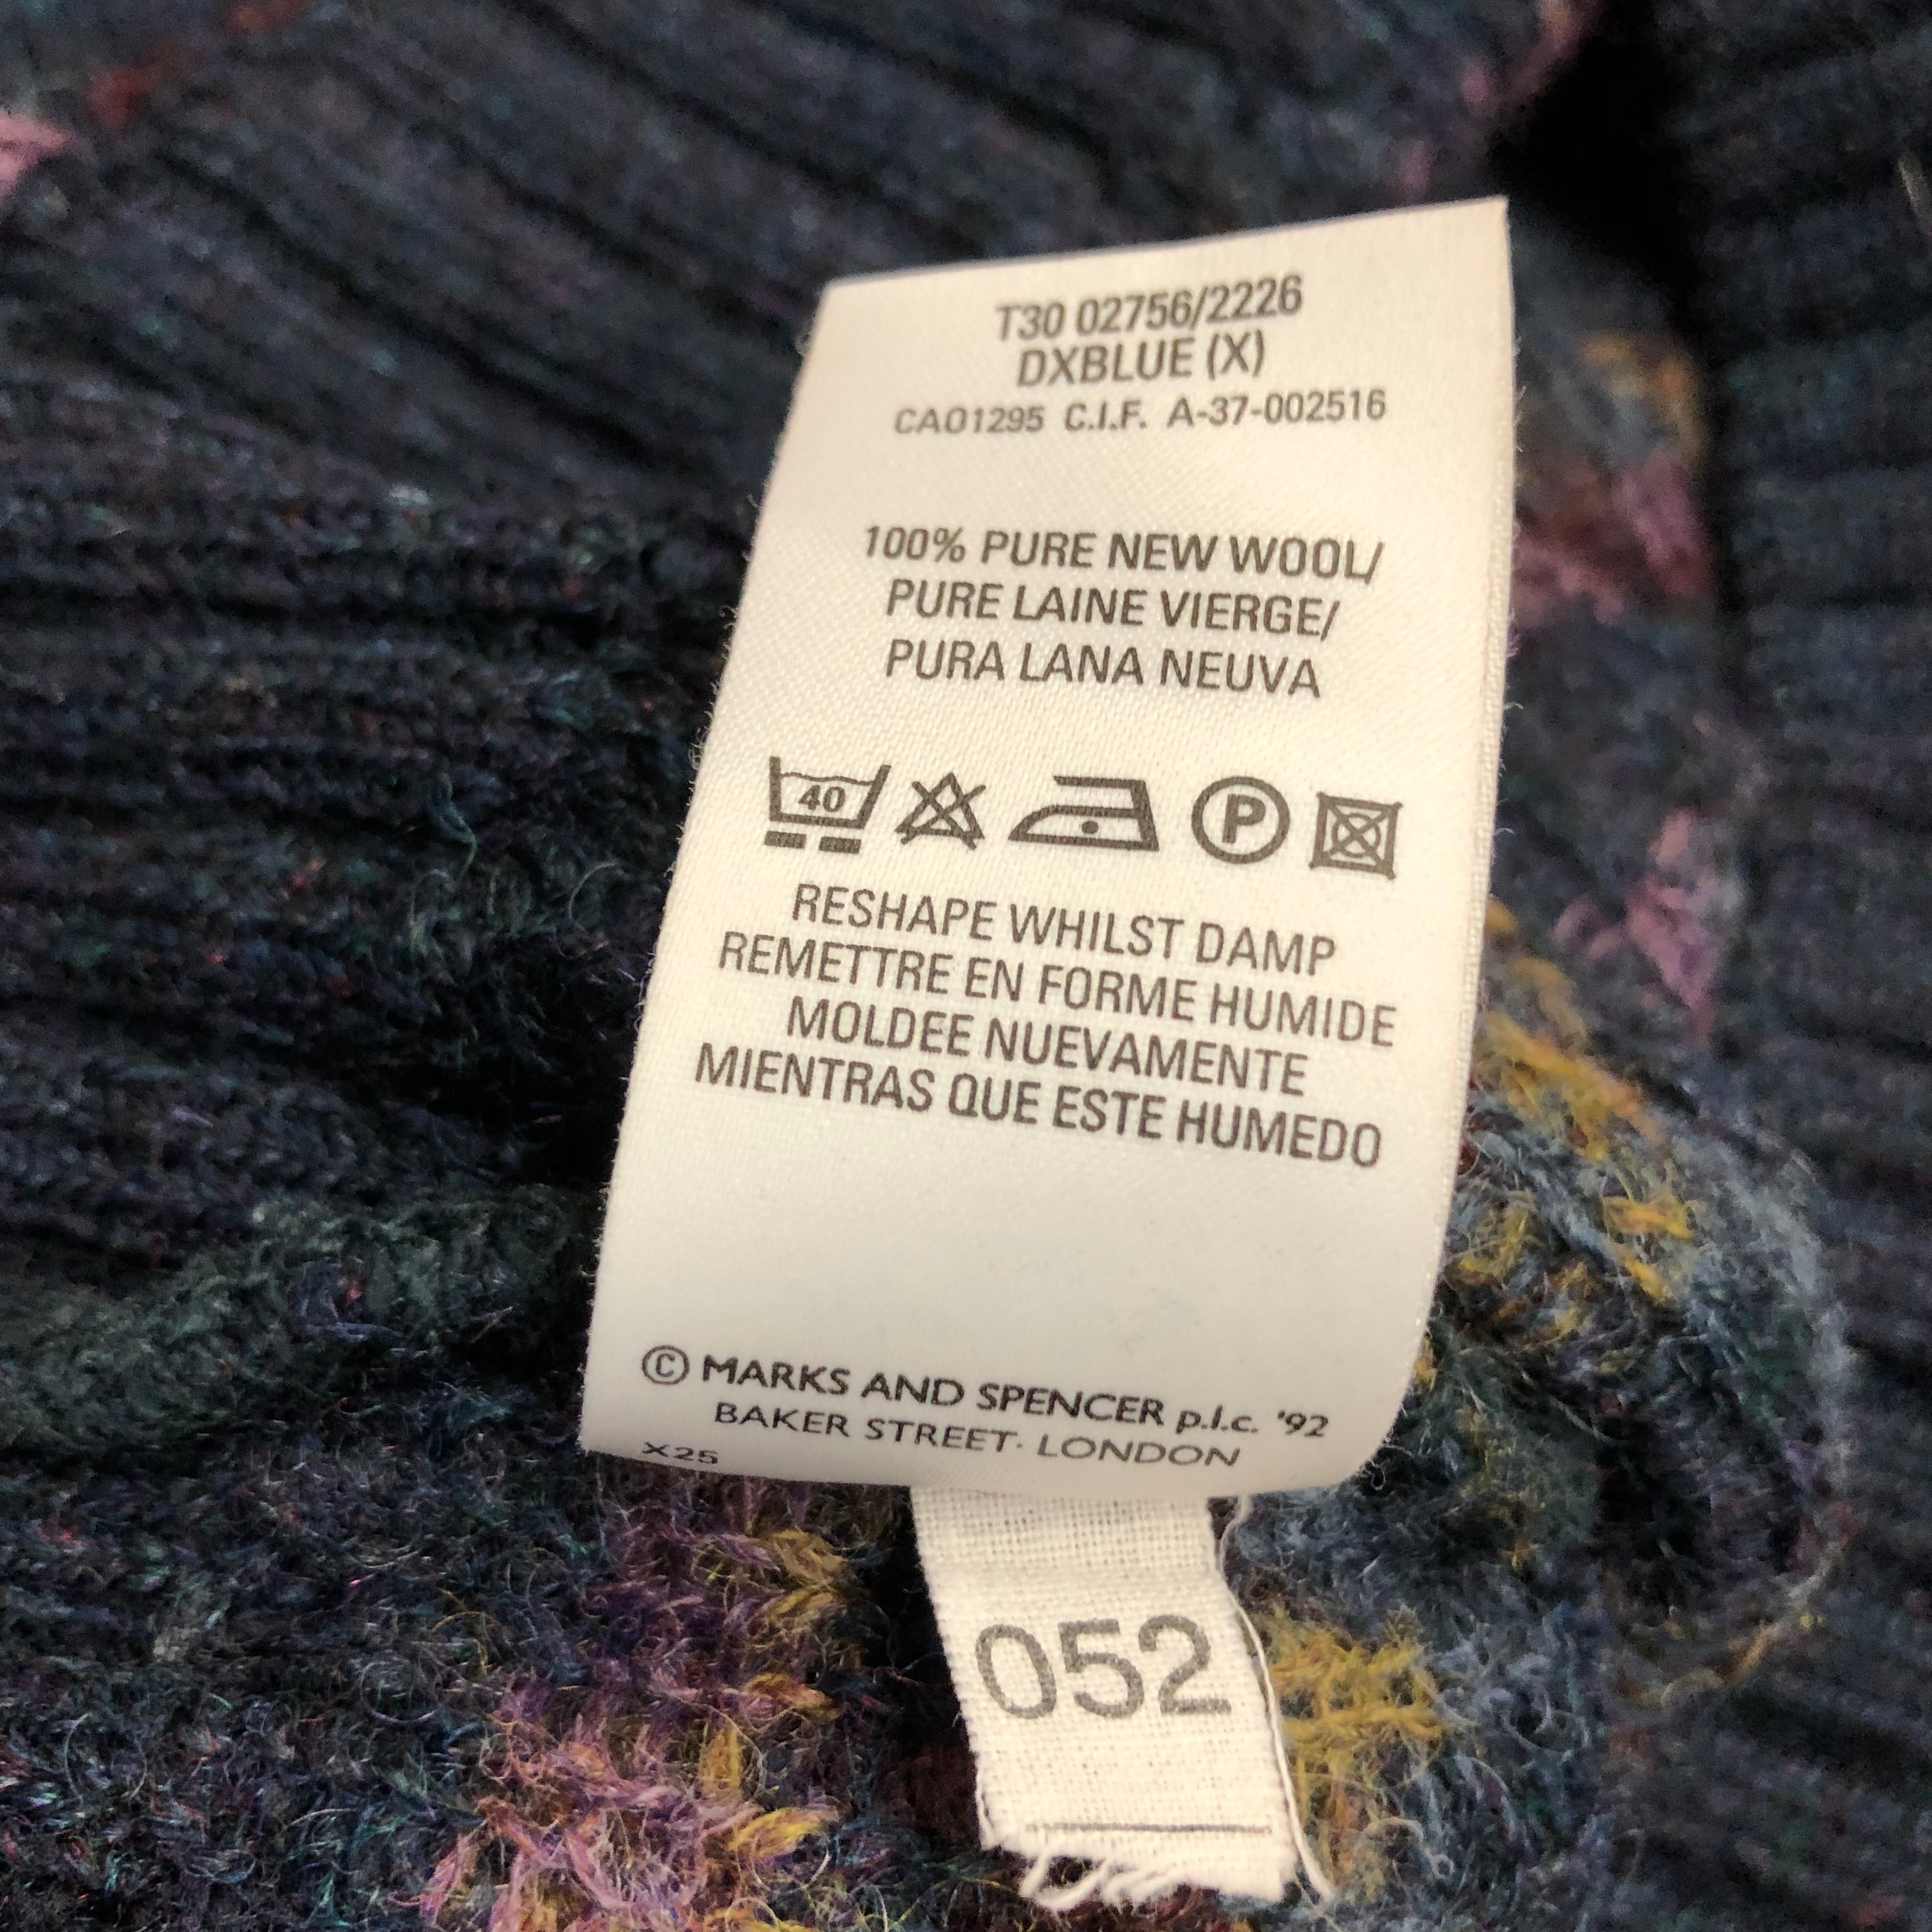 T30 02756/2226
DXBLUE (X)
CA01295 C.I.F. A-37-002516
100% PURE NEW WOOL/
PURE LAINE VIERGE/
PURA LANA NEUVA
40 P
RESHAPE WHILST DAMP
REMETTRE EN FORME HUMIDE
MOLDEE NUEVAMENTE
MIENTRAS QUE ESTE HUMEDO
© MARKS AND SPENCER p.l.c. '92
BAKER STREET· LONDON
X25
052